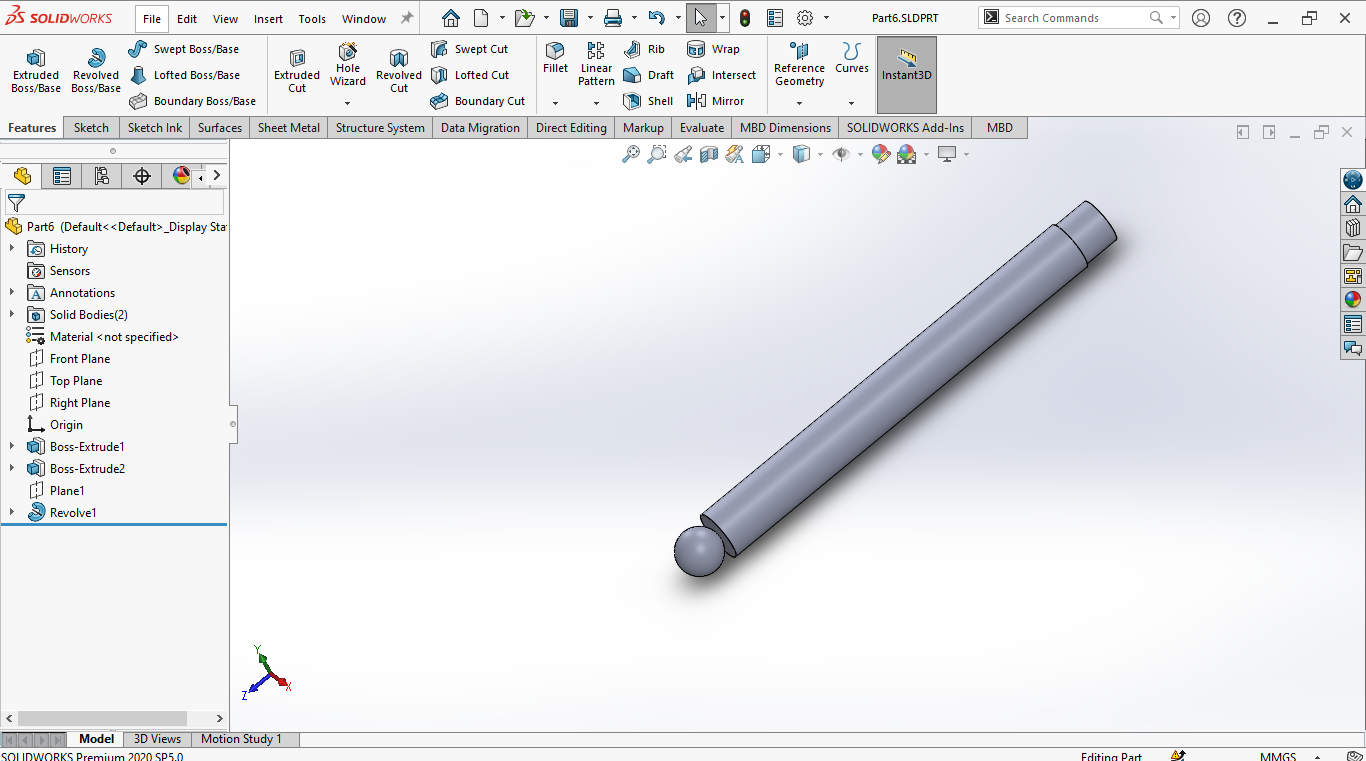 SOLIDWORKS File Edit View Insert Tools Window Part6.SLDPRT Search Commands
Extruded Boss/Base
Revolved Boss/Base
Swept Boss/Base
Lofted Boss/Base
Boundary Boss/Base
Extruded Cut
Hole Wizard
Revolved Cut
Swept Cut
Lofted Cut
Boundary Cut
Fillet
Linear Pattern
Rib
Draft
Shell
Wrap
Intersect
Mirror
Reference Geometry
Curves
Instant3D
Features Sketch Sketch Ink Surfaces Sheet Metal Structure System Data Migration Direct Editing Markup Evaluate MBD Dimensions SOLIDWORKS Add-Ins MBD
Part6 (Default<<Default>_Display Sta
History
Sensors
Annotations
Solid Bodies(2)
Material <not specified>
Front Plane
Top Plane
Right Plane
Origin
Boss-Extrude1
Boss-Extrude2
Plane1
Revolve1
Y
X
Z
Model 3D Views Motion Study 1
SOLIDWORKS Premium 2020 SP5.0 Editing Part MMGS